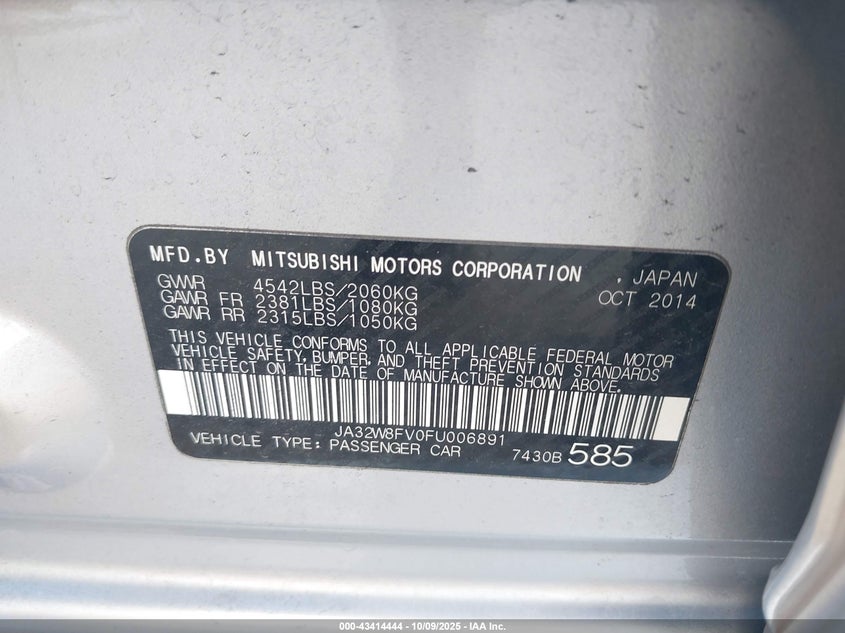 MFD.BY MITSUBISHI MOTORS CORPORATION , JAPAN
GVWR 4542LBS/2060KG OCT 2014
GAWR FR 2381LBS/1080KG
GAWR RR 2315LBS/1050KG
THIS VEHICLE CONFORMS TO ALL APPLICABLE FEDERAL MOTOR
VEHICLE SAFETY, BUMPER, AND THEFT PREVENTION STANDARDS
IN EFFECT ON THE DATE OF MANUFACTURE SHOWN ABOVE.
JA32W8FV0FU006891
VEHICLE TYPE: PASSENGER CAR 7430B 585
000-43414444 - 10/09/2025 - IAA Inc.